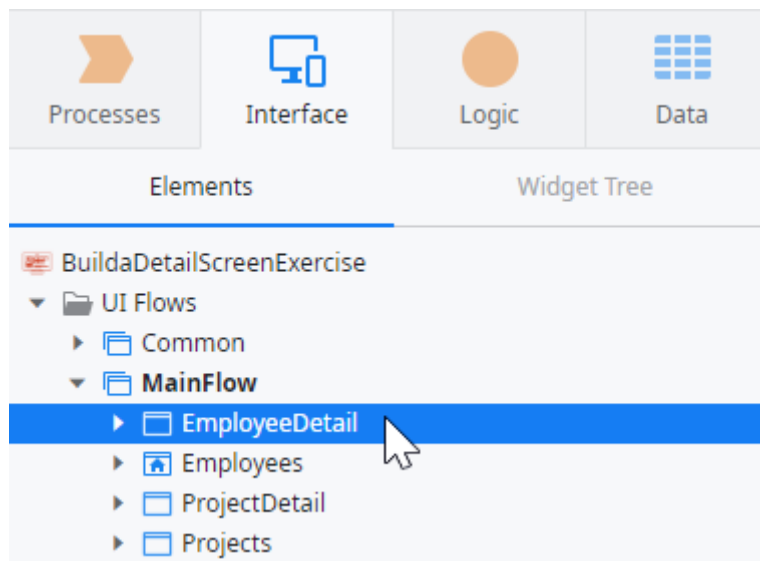 Processes Interface Logic Data
Elements Widget Tree
BuildaDetailScreenExercise
UI Flows
Common
MainFlow
EmployeeDetail
Employees
ProjectDetail
Projects